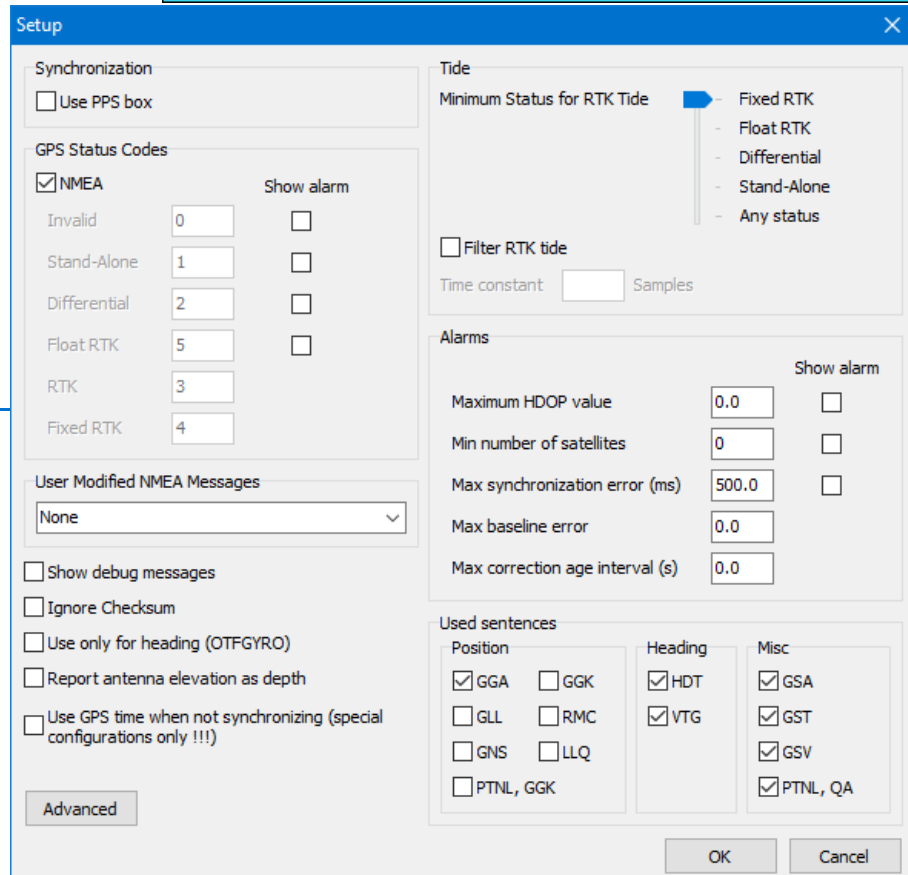 Setup
Synchronization
Use PPS box
GPS Status Codes
NMEA Show alarm
Invalid 0
Stand-Alone 1
Differential 2
Float RTK 5
RTK 3
Fixed RTK 4
User Modified NMEA Messages
None
Show debug messages
Ignore Checksum
Use only for heading (OTFGYRO)
Report antenna elevation as depth
Use GPS time when not synchronizing (special
configurations only !!!)
Advanced
Tide
Minimum Status for RTK Tide
Fixed RTK
Float RTK
Differential
Stand-Alone
Any status
Filter RTK tide
Time constant Samples
Alarms
Show alarm
Maximum HDOP value 0.0
Min number of satellites 0
Max synchronization error (ms) 500.0
Max baseline error 0.0
Max correction age interval (s) 0.0
Used sentences
Position Heading Misc
GGA GGK HDT GSA
GLL RMC VTG GST
GNS LLQ GSV
PTNL, GGK PTNL, QA
OK Cancel